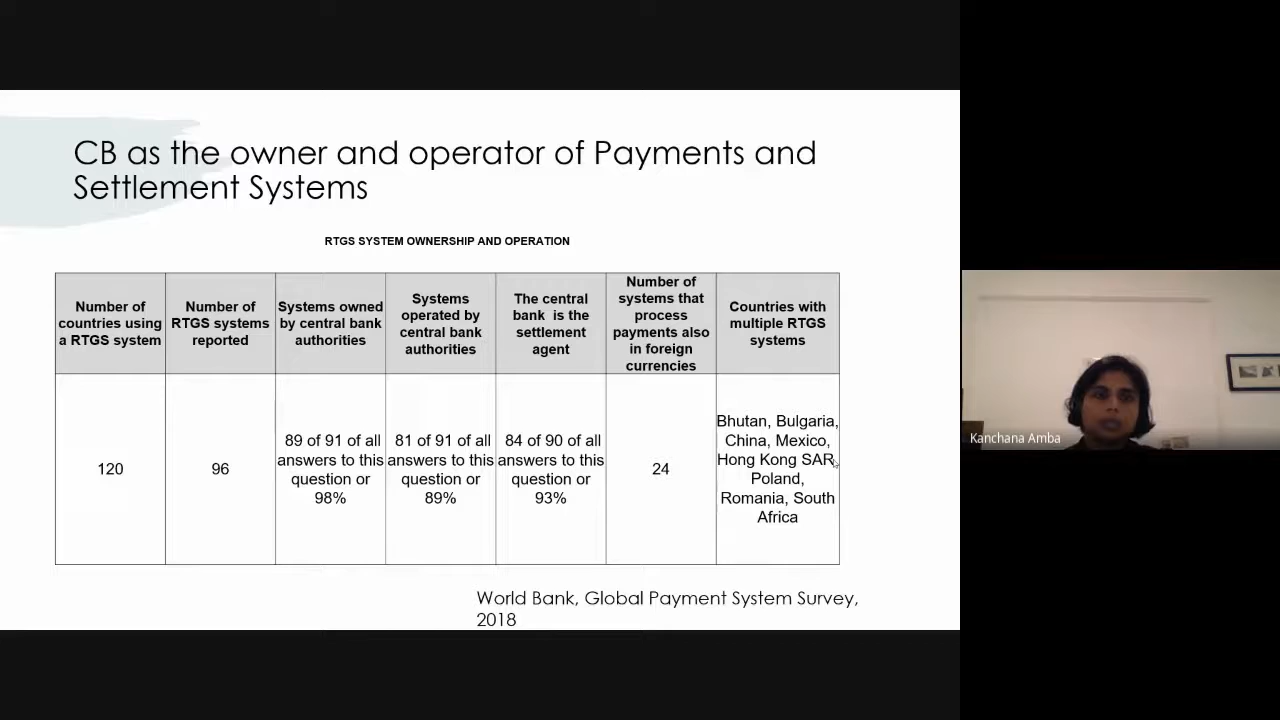 CB as the owner and operator of Payments and
Settlement Systems
RTGS SYSTEM OWNERSHIP AND OPERATION
Number of
countries using
a RTGS system
Number of
RTGS systems
reported
Systems owned
by central bank
authorities
Systems
operated by
central bank
authorities
The central
bank is the
settlement
agent
Number of
systems that
process
payments also
in foreign
currencies
Countries with
multiple RTGS
systems
120
96
89 of 91 of all
answers to this
question or
98%
81 of 91 of all
answers to this
question or
89%
84 of 90 of all
answers to this
question or
93%
24
Bhutan, Bulgaria,
China, Mexico,
Hong Kong SAR,
Poland,
Romania, South
Africa
World Bank, Global Payment System Survey,
2018
Kanchana Amba